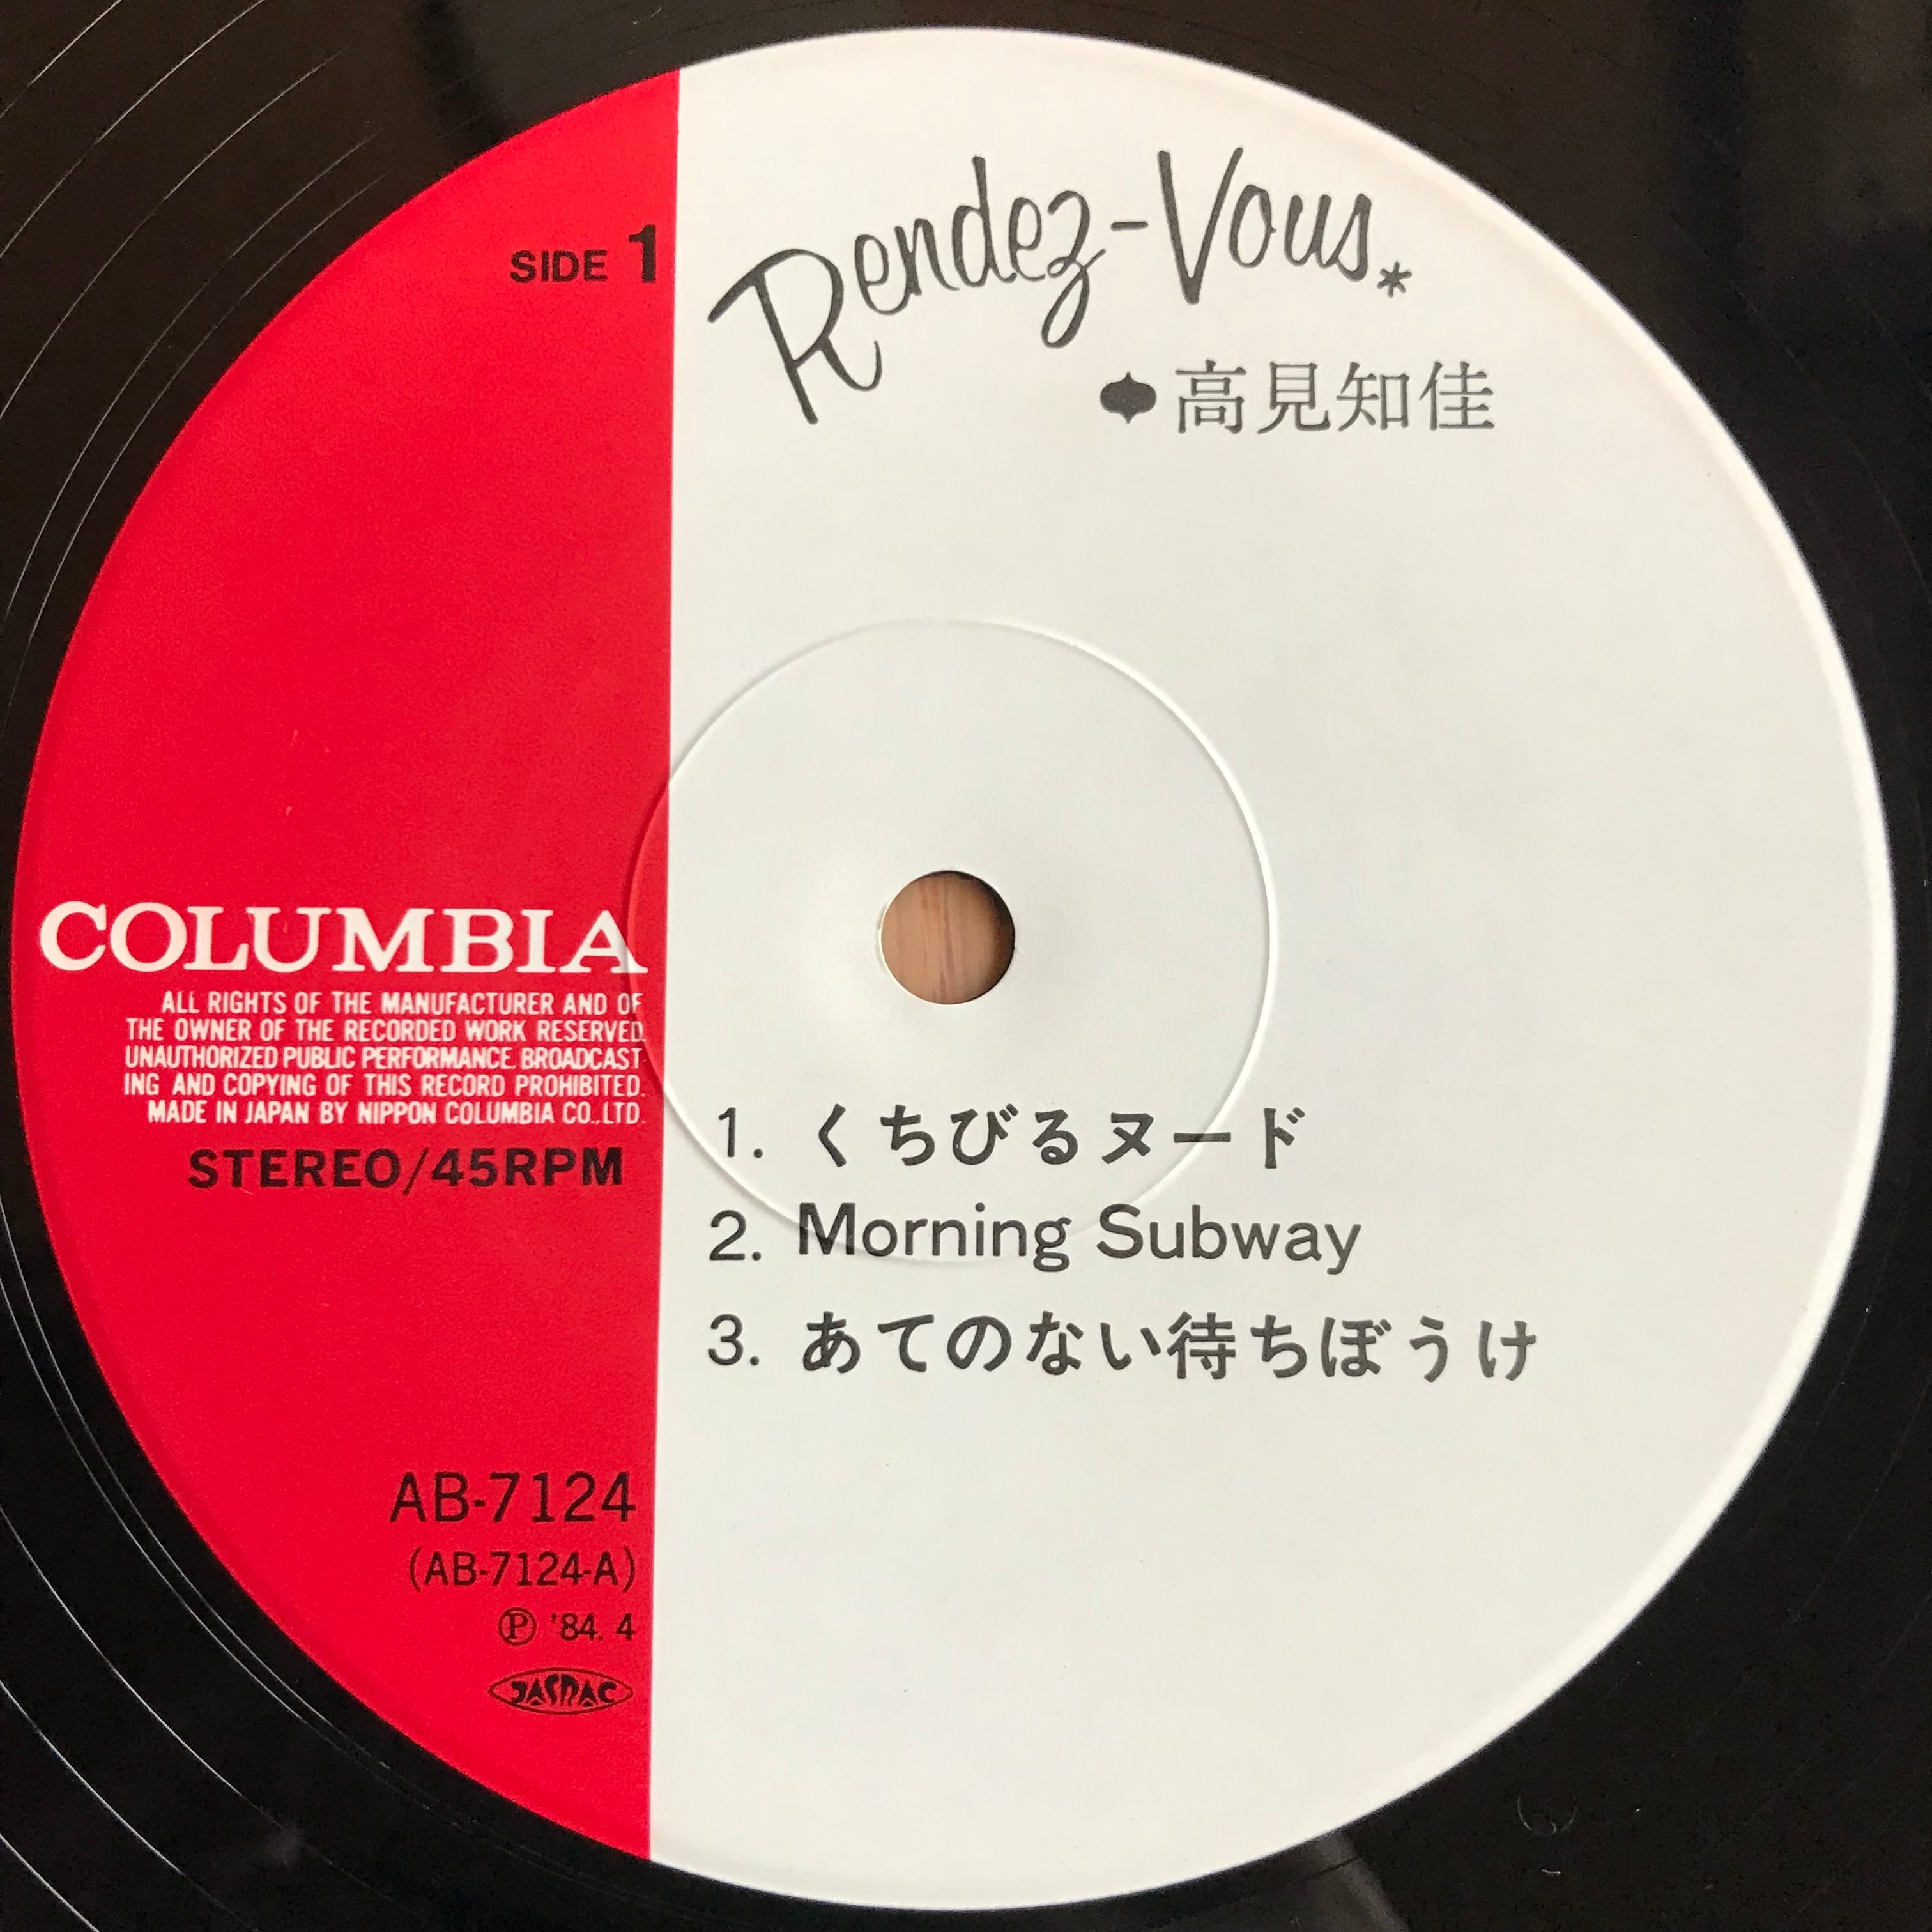 SIDE 1
Rendez-Vous*
高見知佳
COLUMBIA
ALL RIGHTS OF THE MANUFACTURER AND OF
THE OWNER OF THE RECORDED WORK RESERVED.
UNAUTHORIZED PUBLIC PERFORMANCE. BROADCAST-
ING AND COPYING OF THIS RECORD PROHIBITED.
MADE IN JAPAN BY NIPPON COLUMBIA CO.,LTD.
STEREO/45RPM
1. くちびるヌード
2. Morning Subway
3. あてのない待ちぼうけ
AB-7124
(AB-7124-A)
Ⓟ '84. 4
JASRAC